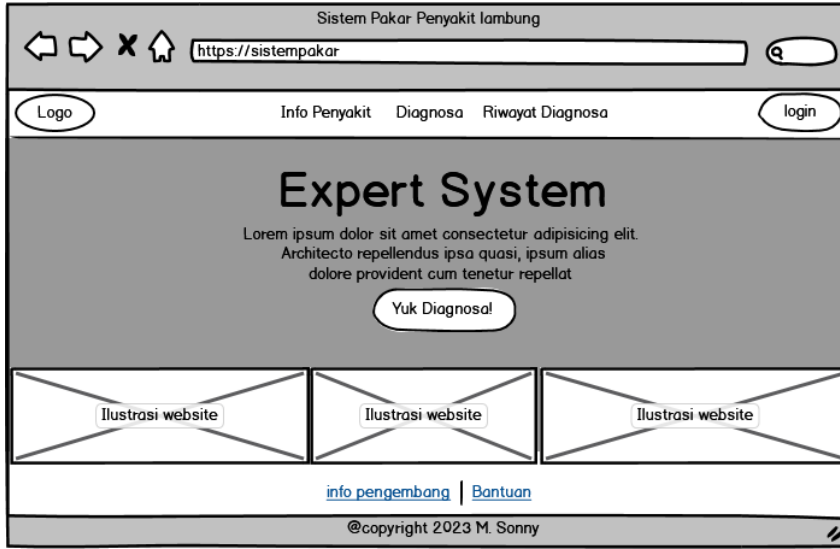 Sistem Pakar Penyakit lambung
https://sistempakar
Logo
Info Penyakit
Diagnosa
Riwayat Diagnosa
login
Expert System
Lorem ipsum dolor sit amet consectetur adipisicing elit.
Architecto repellendus ipsa quasi, ipsum alias
dolore provident cum tenetur repellat
Yuk Diagnosa!
Ilustrasi website
Ilustrasi website
Ilustrasi website
info pengembang
Bantuan
@copyright 2023 M. Sonny